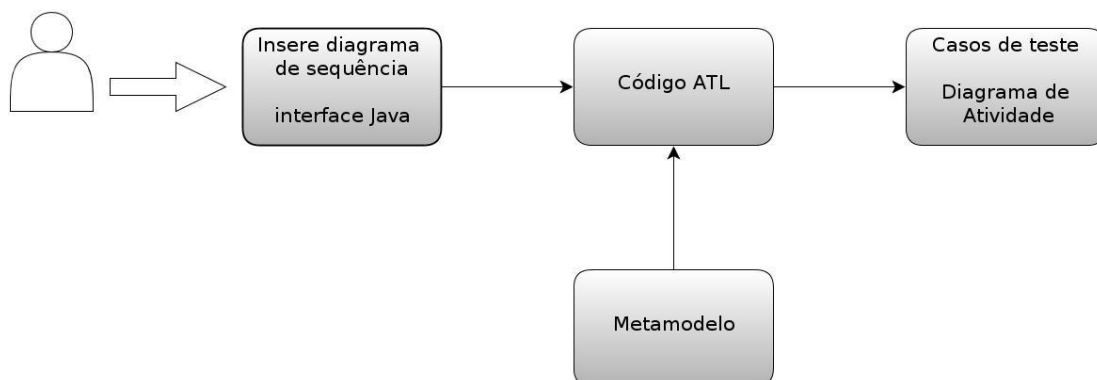 Insere diagrama
de sequência
interface Java
Código ATL
Casos de teste
Diagrama de
Atividade
Metamodelo